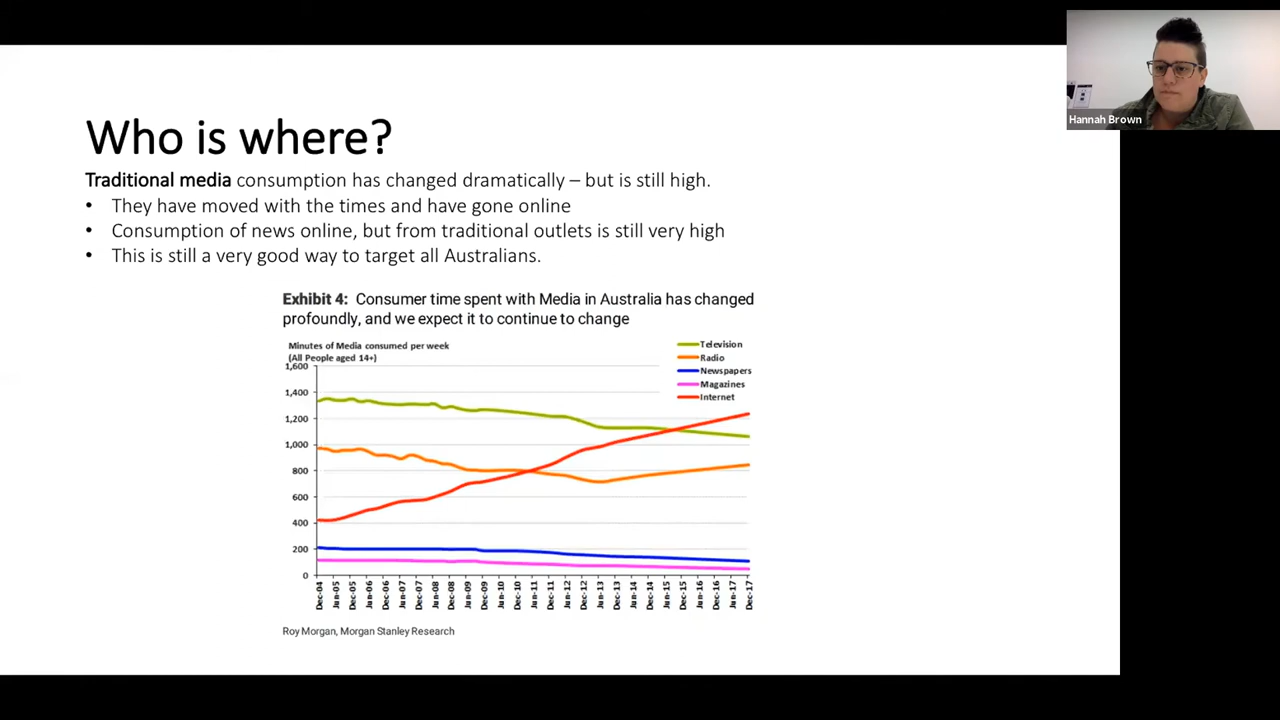 Hannah Brown
Who is where?
Traditional media consumption has changed dramatically – but is still high.
• They have moved with the times and have gone online
• Consumption of news online, but from traditional outlets is still very high
• This is still a very good way to target all Australians.
Exhibit 4: Consumer time spent with Media in Australia has changed
profoundly, and we expect it to continue to change
Minutes of Media consumed per week
(All People aged 14+)
Television
Radio
Newspapers
Magazines
Internet
1,600
1,400
1,200
1,000
800
600
400
200
0
Dec-04
Jun-05
Dec-05
Jun-06
Dec-06
Jun-07
Dec-07
Jun-08
Dec-08
Jun-09
Dec-09
Jun-10
Dec-10
Jun-11
Dec-11
Jun-12
Dec-12
Jun-13
Dec-13
Jun-14
Dec-14
Jun-15
Dec-15
Jun-16
Dec-16
Jun-17
Dec-17
Roy Morgan, Morgan Stanley Research